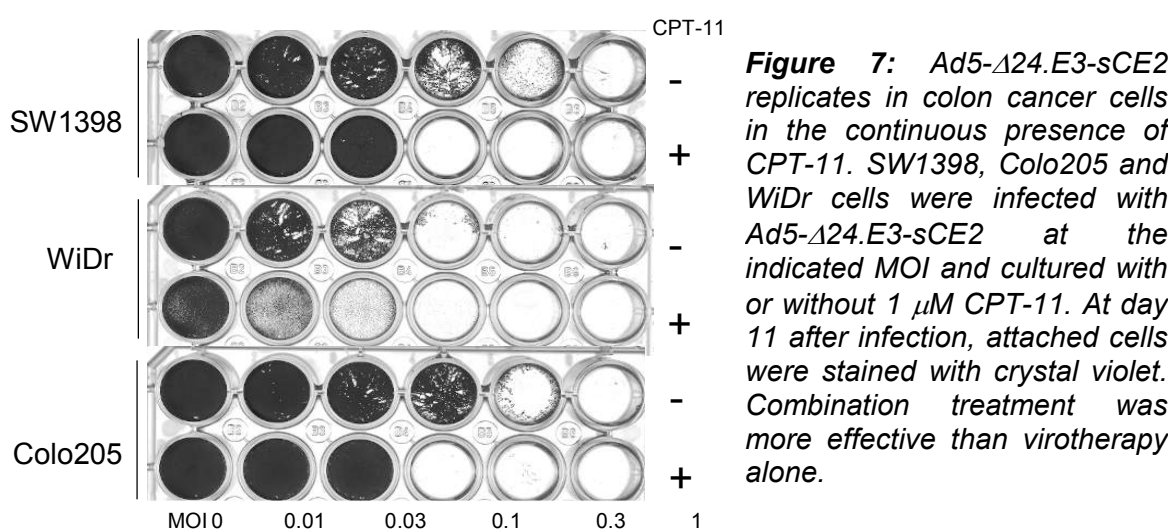 CPT-11
SW1398
-
+
WiDr
-
+
Colo205
-
+
MOI 0 0.01 0.03 0.1 0.3 1
Figure 7: Ad5-Δ24.E3-sCE2
replicates in colon cancer cells
in the continuous presence of
CPT-11. SW1398, Colo205 and
WiDr cells were infected with
Ad5-Δ24.E3-sCE2 at the
indicated MOI and cultured with
or without 1 μM CPT-11. At day
11 after infection, attached cells
were stained with crystal violet.
Combination treatment was
more effective than virotherapy
alone.